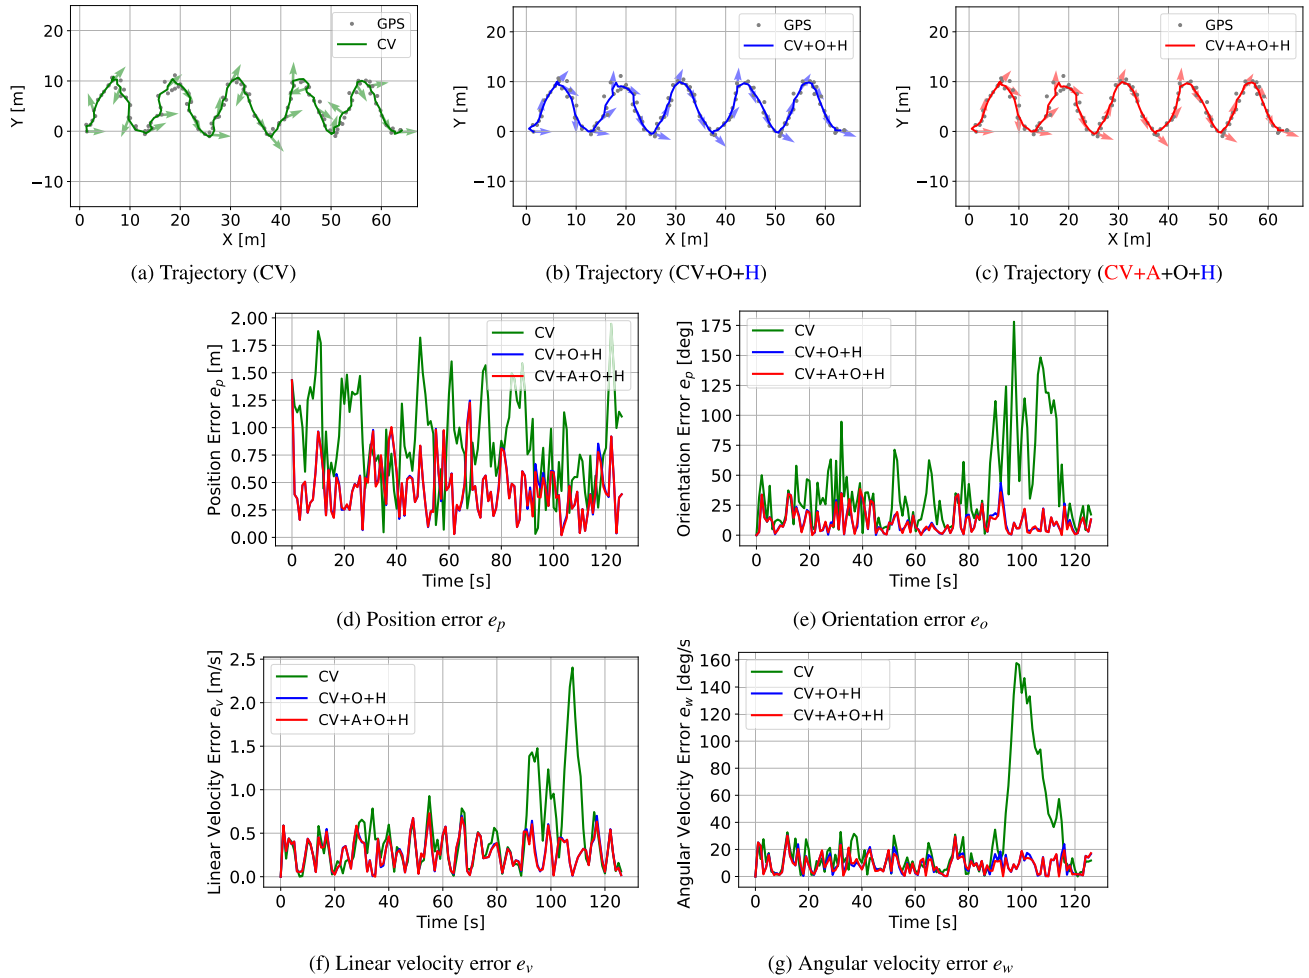 GPS
CV
Y [m]
20
10
0
−10
0 10 20 30 40 50 60
X [m]
(a) Trajectory (CV)
GPS
CV+O+H
Y [m]
20
10
0
−10
0 10 20 30 40 50 60
X [m]
(b) Trajectory (CV+O+H)
GPS
CV+A+O+H
Y [m]
20
10
0
−10
0 10 20 30 40 50 60
X [m]
(c) Trajectory (CV+A+O+H)
Position Error e_p [m]
2.00
1.75
1.50
1.25
1.00
0.75
0.50
0.25
0.00
CV
CV+O+H
CV+A+O+H
0 20 40 60 80 100 120
Time [s]
(d) Position error e_p
Orientation Error e_p [deg]
175
150
125
100
75
50
25
0
CV
CV+O+H
CV+A+O+H
0 20 40 60 80 100 120
Time [s]
(e) Orientation error e_o
Linear Velocity Error e_v [m/s]
2.5
2.0
1.5
1.0
0.5
0.0
CV
CV+O+H
CV+A+O+H
0 20 40 60 80 100 120
Time [s]
(f) Linear velocity error e_v
Angular Velocity Error e_w [deg/s
160
140
120
100
80
60
40
20
0
CV
CV+O+H
CV+A+O+H
0 20 40 60 80 100 120
Time [s]
(g) Angular velocity error e_w